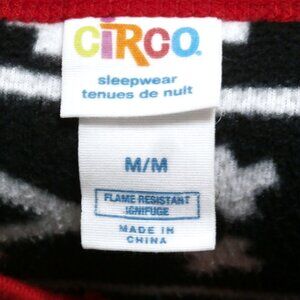 CiRCO.
sleepwear
tenues de nuit
M/M
FLAME RESISTANT
IGNIFUGE
MADE IN
CHINA